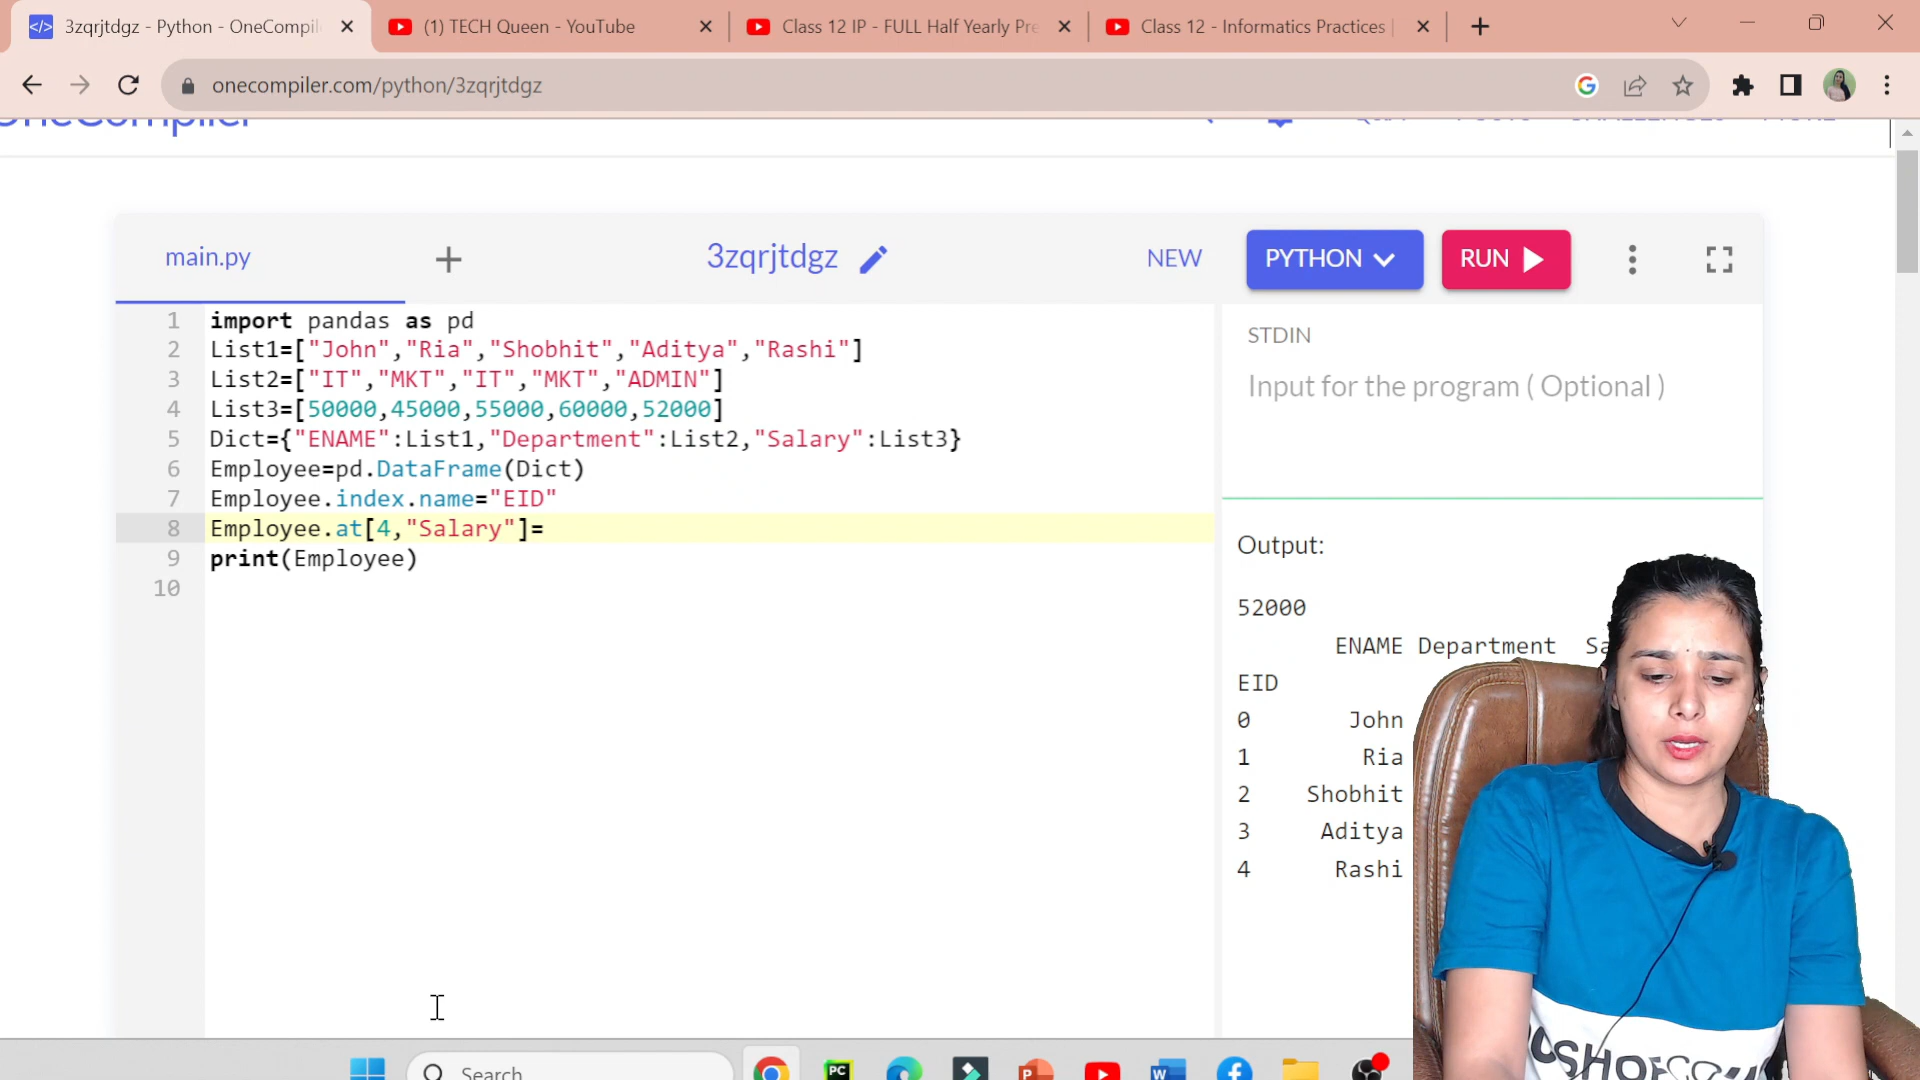 3zqrjtdgz - Python - OneCompil
(1) TECH Queen - YouTube
Class 12 IP - FULL Half Yearly Pre
Class 12 - Informatics Practices |
onecompiler.com/python/3zqrjtdgz
OneCompiler
main.py
3zqrjtdgz
NEW
PYTHON
RUN
1 import pandas as pd
2 List1=["John","Ria","Shobhit","Aditya","Rashi"]
3 List2=["IT","MKT","IT","MKT","ADMIN"]
4 List3=[50000,45000,55000,60000,52000]
5 Dict={"ENAME":List1,"Department":List2,"Salary":List3}
6 Employee=pd.DataFrame(Dict)
7 Employee.index.name="EID"
8 Employee.at[4,"Salary"]=
9 print(Employee)
10
STDIN
Input for the program ( Optional )
Output:
52000
ENAME Department Sa
EID
0 John
1 Ria
2 Shobhit
3 Aditya
4 Rashi
Search